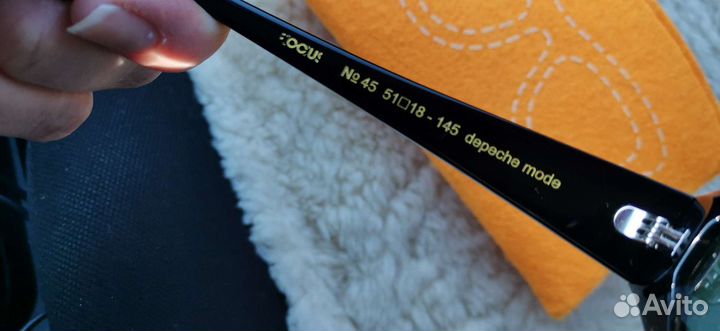 FOCUS
№ 45 51□18 - 145 depeche mode
Avito